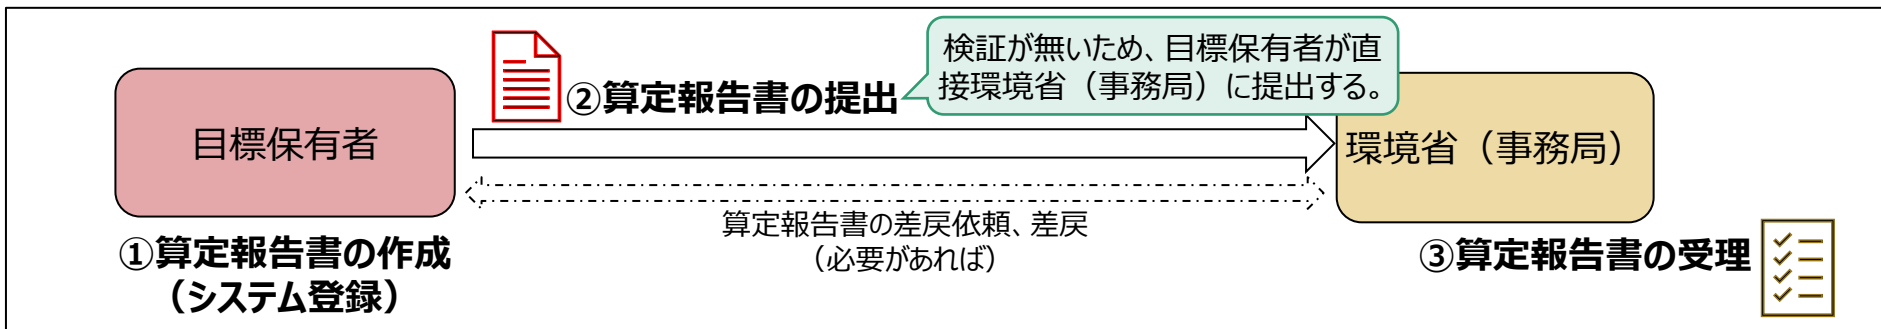 検証が無いため、目標保有者が直
接環境省（事務局）に提出する。
②算定報告書の提出
目標保有者
環境省（事務局）
算定報告書の差戻依頼、差戻
（必要があれば）
①算定報告書の作成
（システム登録）
③算定報告書の受理